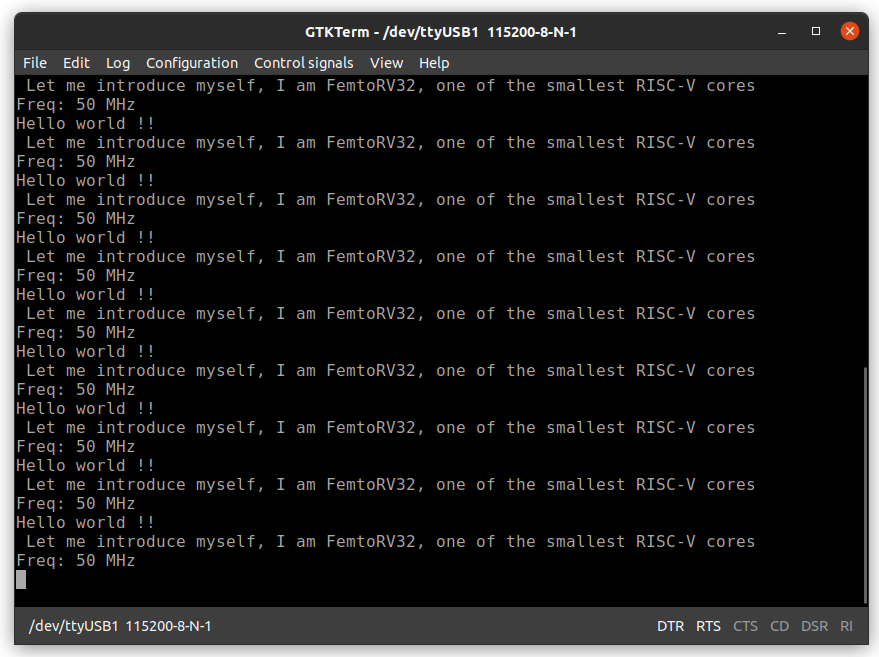 GTKTerm - /dev/ttyUSB1 115200-8-N-1
File Edit Log Configuration Control signals View Help
Let me introduce myself, I am FemtoRV32, one of the smallest RISC-V cores
Freq: 50 MHz
Hello world !!
Let me introduce myself, I am FemtoRV32, one of the smallest RISC-V cores
Freq: 50 MHz
Hello world !!
Let me introduce myself, I am FemtoRV32, one of the smallest RISC-V cores
Freq: 50 MHz
Hello world !!
Let me introduce myself, I am FemtoRV32, one of the smallest RISC-V cores
Freq: 50 MHz
Hello world !!
Let me introduce myself, I am FemtoRV32, one of the smallest RISC-V cores
Freq: 50 MHz
Hello world !!
Let me introduce myself, I am FemtoRV32, one of the smallest RISC-V cores
Freq: 50 MHz
Hello world !!
Let me introduce myself, I am FemtoRV32, one of the smallest RISC-V cores
Freq: 50 MHz
Hello world !!
Let me introduce myself, I am FemtoRV32, one of the smallest RISC-V cores
Freq: 50 MHz
Hello world !!
Let me introduce myself, I am FemtoRV32, one of the smallest RISC-V cores
Freq: 50 MHz
/dev/ttyUSB1 115200-8-N-1 DTR RTS CTS CD DSR RI